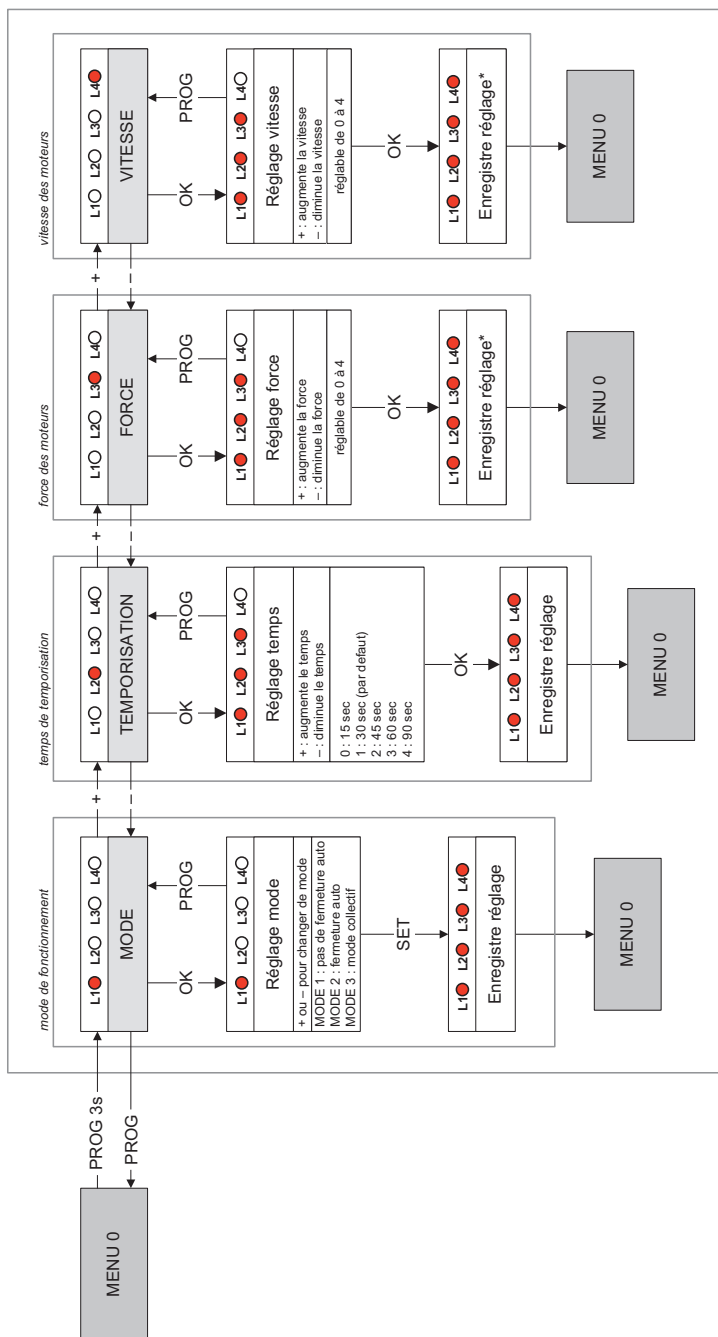 MENU 0
PROG 3s
PROG
mode de fonctionnement
L1 L2 L3 L4
MODE
OK
PROG
L1 L2 L3 L4
Réglage mode
+ ou – pour changer de mode
MODE 1 : pas de fermeture auto
MODE 2 : fermeture auto
MODE 3 : mode collectif
SET
L1 L2 L3 L4
Enregistre réglage
MENU 0
+
–
temps de temporisation
L1 L2 L3 L4
TEMPORISATION
OK
PROG
L1 L2 L3 L4
Réglage temps
+ : augmente le temps
– : diminue le temps
0 : 15 sec
1 : 30 sec (par defaut)
2 : 45 sec
3 : 60 sec
4 : 90 sec
OK
L1 L2 L3 L4
Enregistre réglage
MENU 0
+
–
force des moteurs
L1 L2 L3 L4
FORCE
OK
PROG
L1 L2 L3 L4
Réglage force
+ : augmente la force
– : diminue la force
réglable de 0 à 4
OK
L1 L2 L3 L4
Enregistre réglage*
MENU 0
+
–
vitesse des moteurs
L1 L2 L3 L4
VITESSE
OK
PROG
L1 L2 L3 L4
Réglage vitesse
+ : augmente la vitesse
– : diminue la vitesse
réglable de 0 à 4
OK
L1 L2 L3 L4
Enregistre réglage*
MENU 0